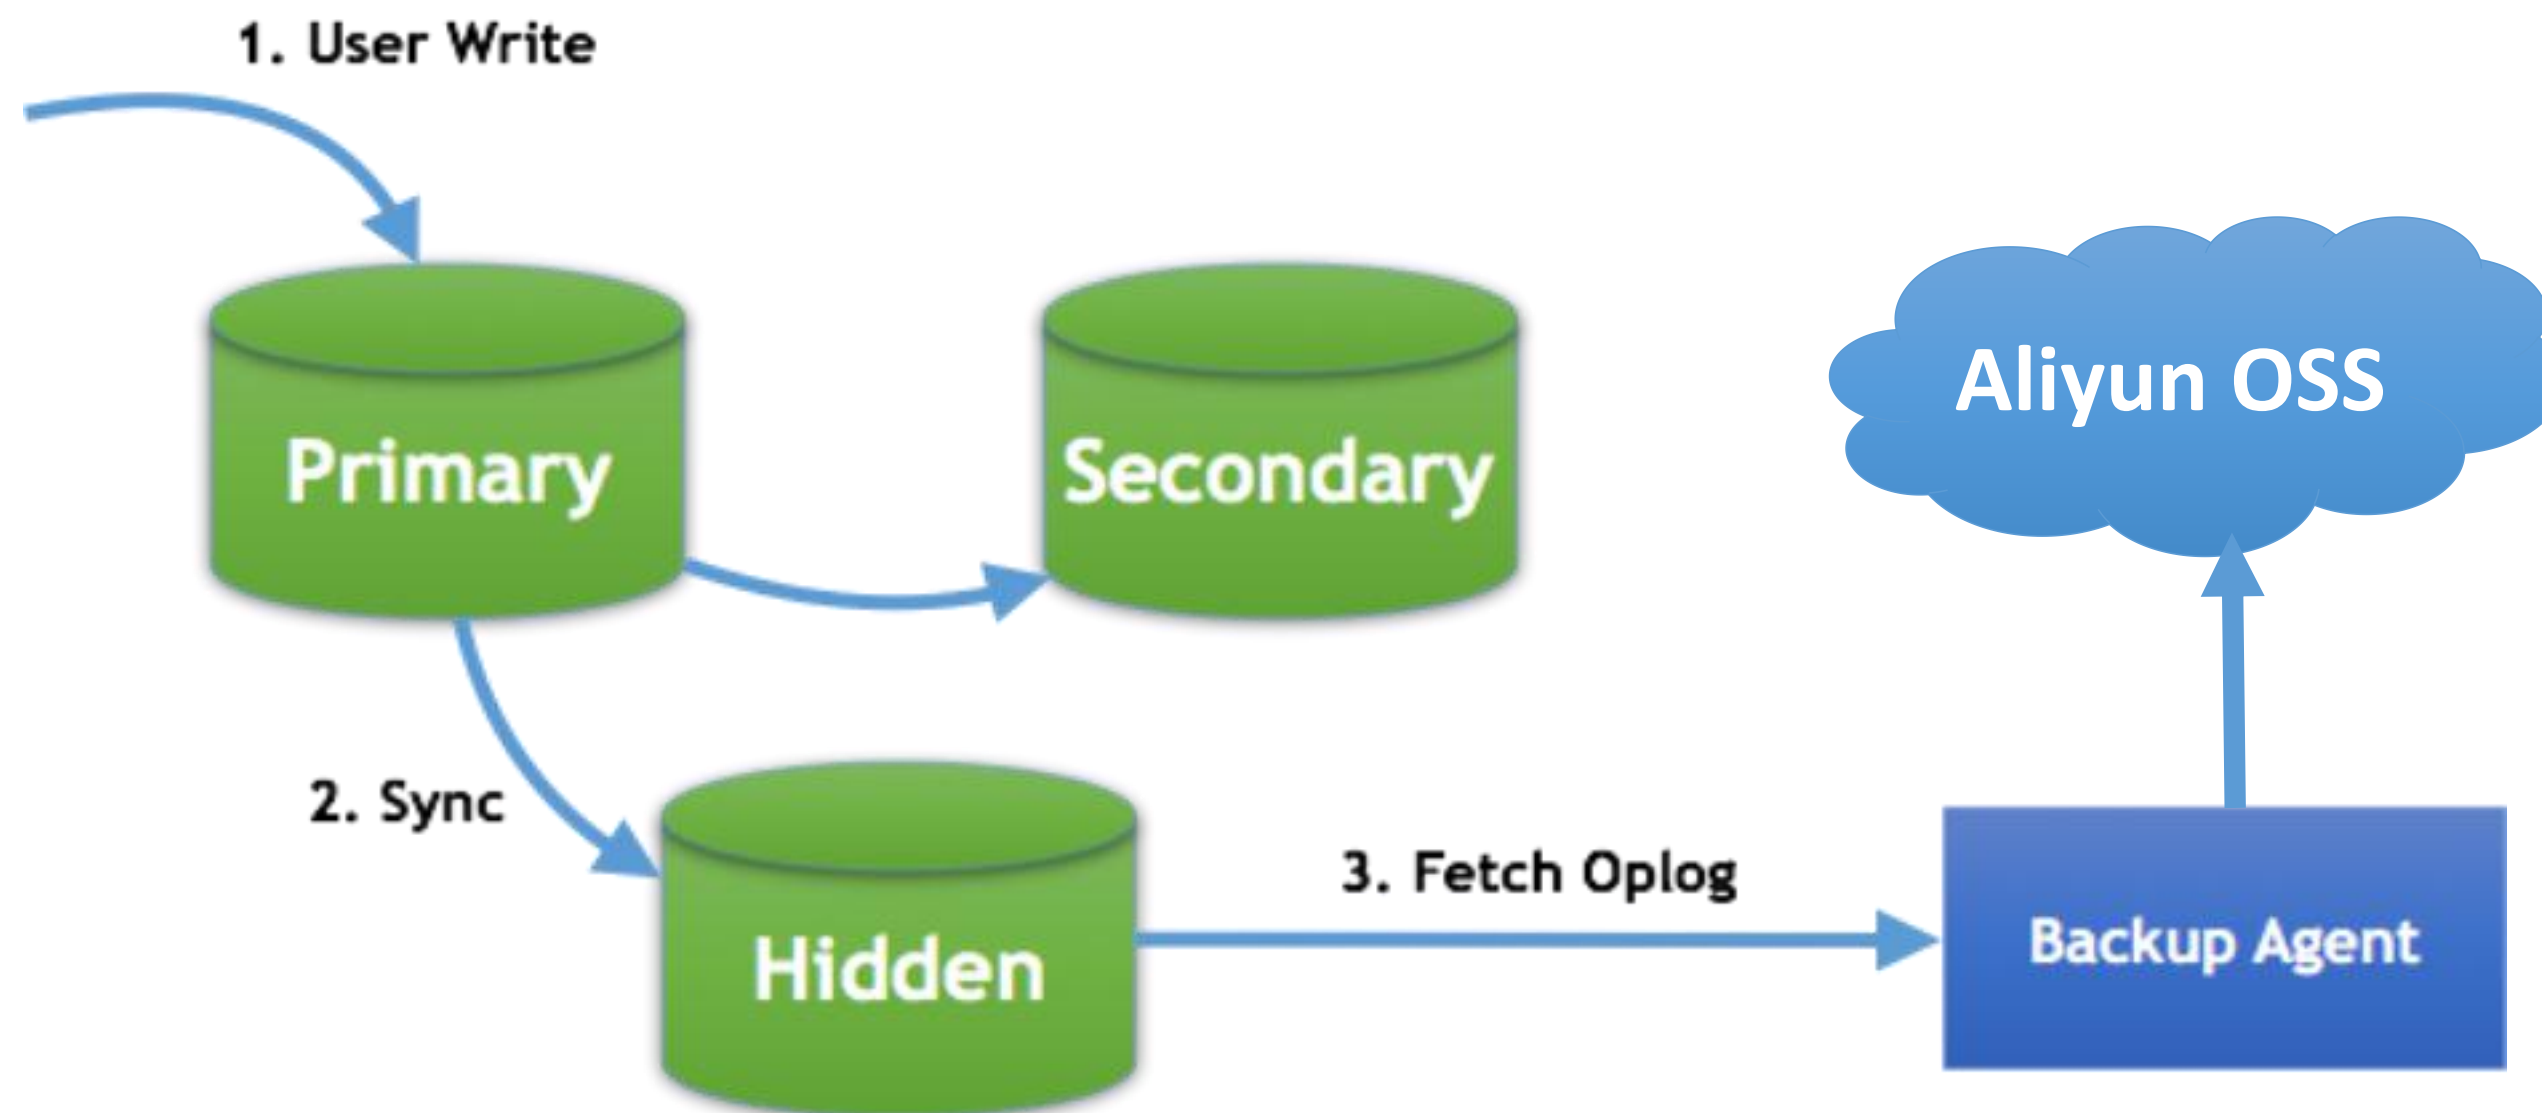 1. User Write
Aliyun OSS
Primary
Secondary
2. Sync
3. Fetch Oplog
Backup Agent
Hidden